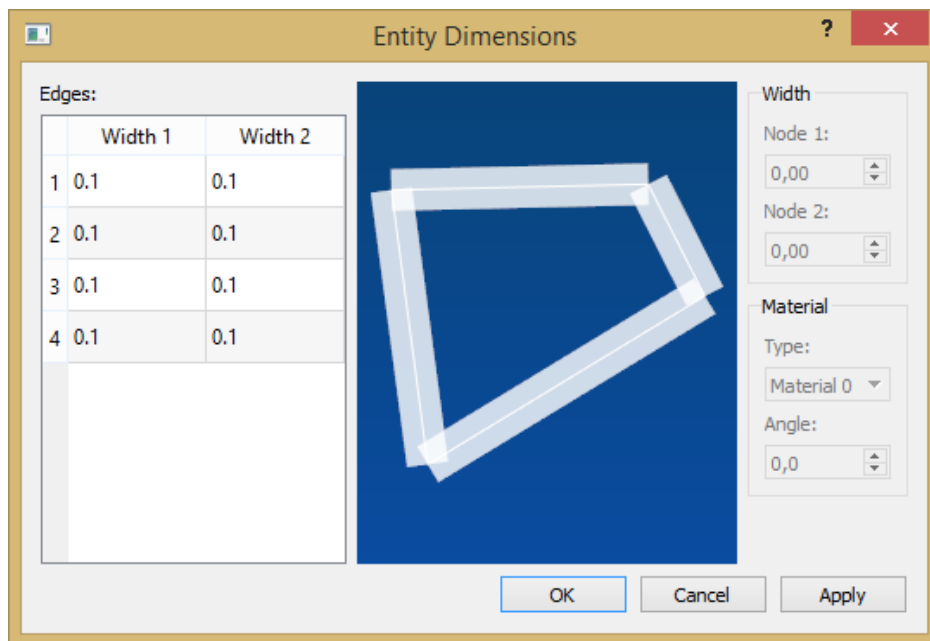 Entity Dimensions
?
Edges:
Width 1 Width 2
1 0.1 0.1
2 0.1 0.1
3 0.1 0.1
4 0.1 0.1
Width
Node 1:
0,00
Node 2:
0,00
Material
Type:
Material 0
Angle:
0,0
OK Cancel Apply